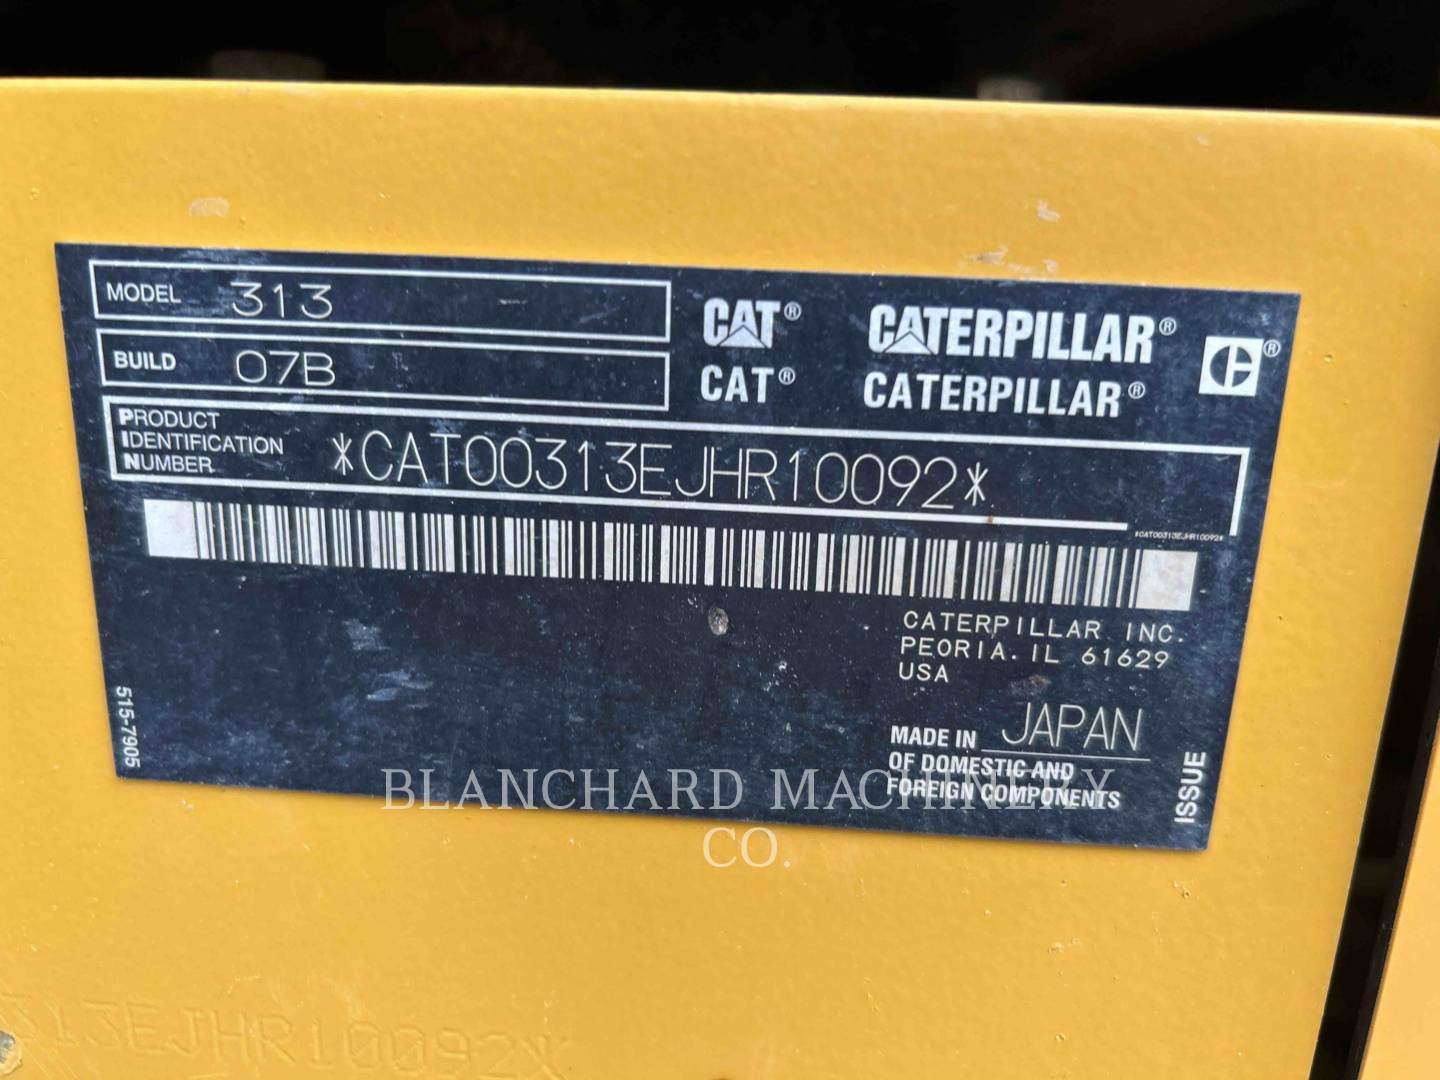 MODEL 313
BUILD 07B
PRODUCT
IDENTIFICATION
NUMBER
*CAT00313EJHR10092*
CAT® CATERPILLAR®
CAT® CATERPILLAR®
®
*CAT00313EJHR10092*
CATERPILLAR INC.
PEORIA. IL 61629
USA
MADE IN JAPAN
OF DOMESTIC AND
FOREIGN COMPONENTS
515-7905
ISSUE
BLANCHARD MACHINERY
CO.
313EJHR10092*